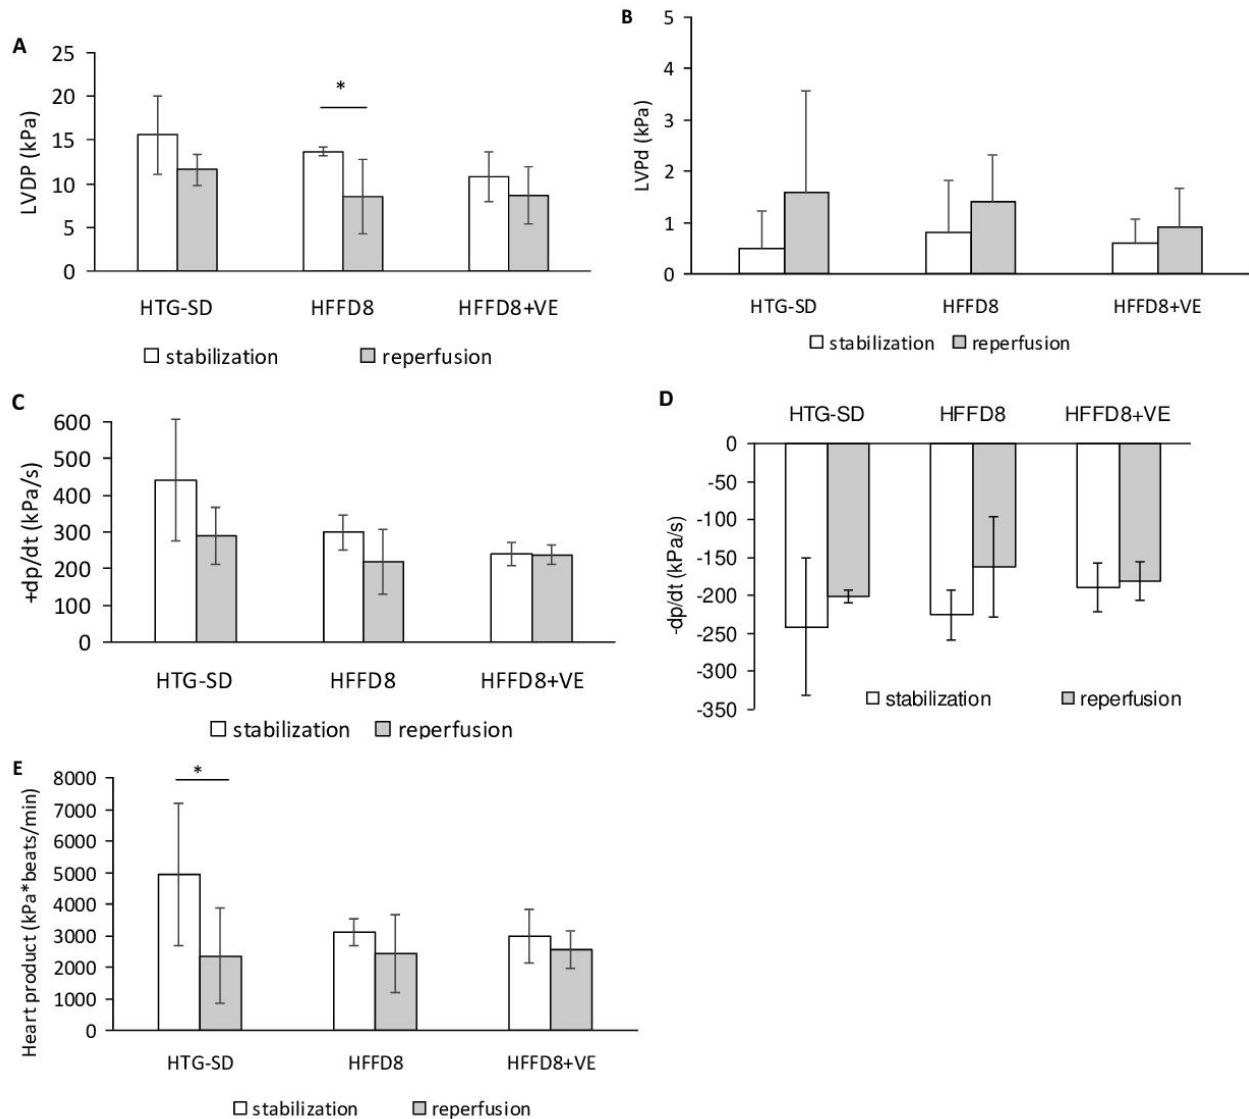 A
LVDP (kPa)
25
20
15
10
5
0
*
HTG-SD HFFD8 HFFD8+VE
stabilization reperfusion
B
LVPd (kPa)
5
4
3
2
1
0
HTG-SD HFFD8 HFFD8+VE
stabilization reperfusion
C
+dp/dt (kPa/s)
600
500
400
300
200
100
0
HTG-SD HFFD8 HFFD8+VE
stabilization reperfusion
D
HTG-SD HFFD8 HFFD8+VE
-dp/dt (kPa/s)
0
-50
-100
-150
-200
-250
-300
-350
stabilization reperfusion
E
Heart product (kPa*beats/min)
8000
7000
6000
5000
4000
3000
2000
1000
0
*
HTG-SD HFFD8 HFFD8+VE
stabilization reperfusion